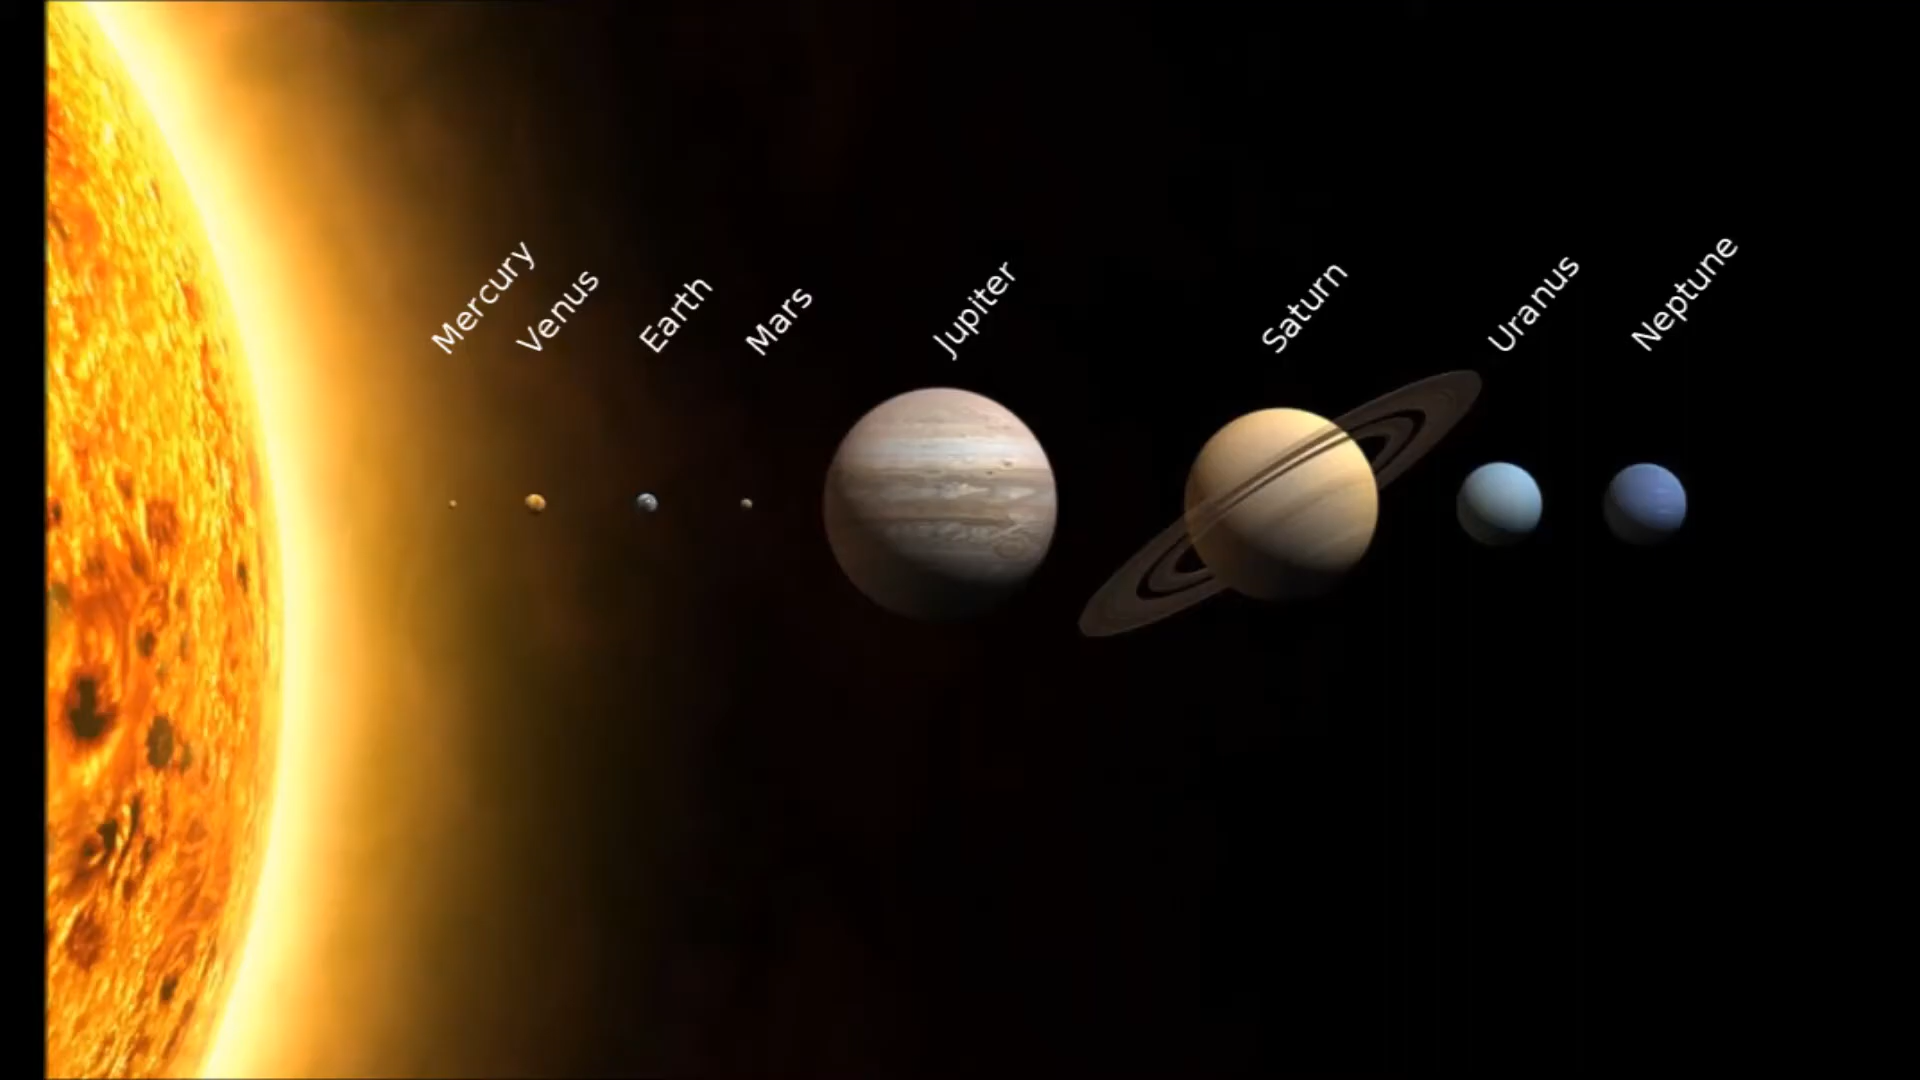 Mercury
Venus
Earth
Mars
Jupiter
Saturn
Uranus
Neptune